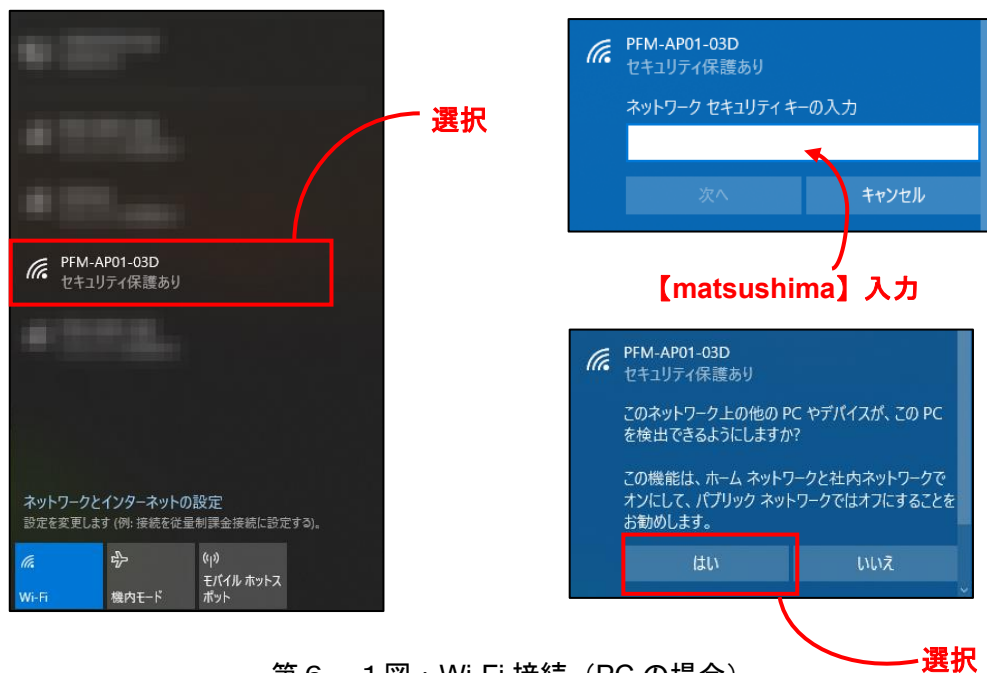 PFM-AP01-03D
セキュリティ保護あり
ネットワークとインターネットの設定
設定を変更します (例: 接続を従量制課金接続に設定する)。
Wi-Fi
機内モード
モバイル ホットス
ポット
選択
PFM-AP01-03D
セキュリティ保護あり
ネットワーク セキュリティ キーの入力
次へ
キャンセル
【matsushima】入力
PFM-AP01-03D
セキュリティ保護あり
このネットワーク上の他の PC やデバイスが、この PC
を検出できるようにしますか?
この機能は、ホーム ネットワークと社内ネットワークで
オンにして、パブリック ネットワークではオフにすることを
お勧めします。
はい
いいえ
選択